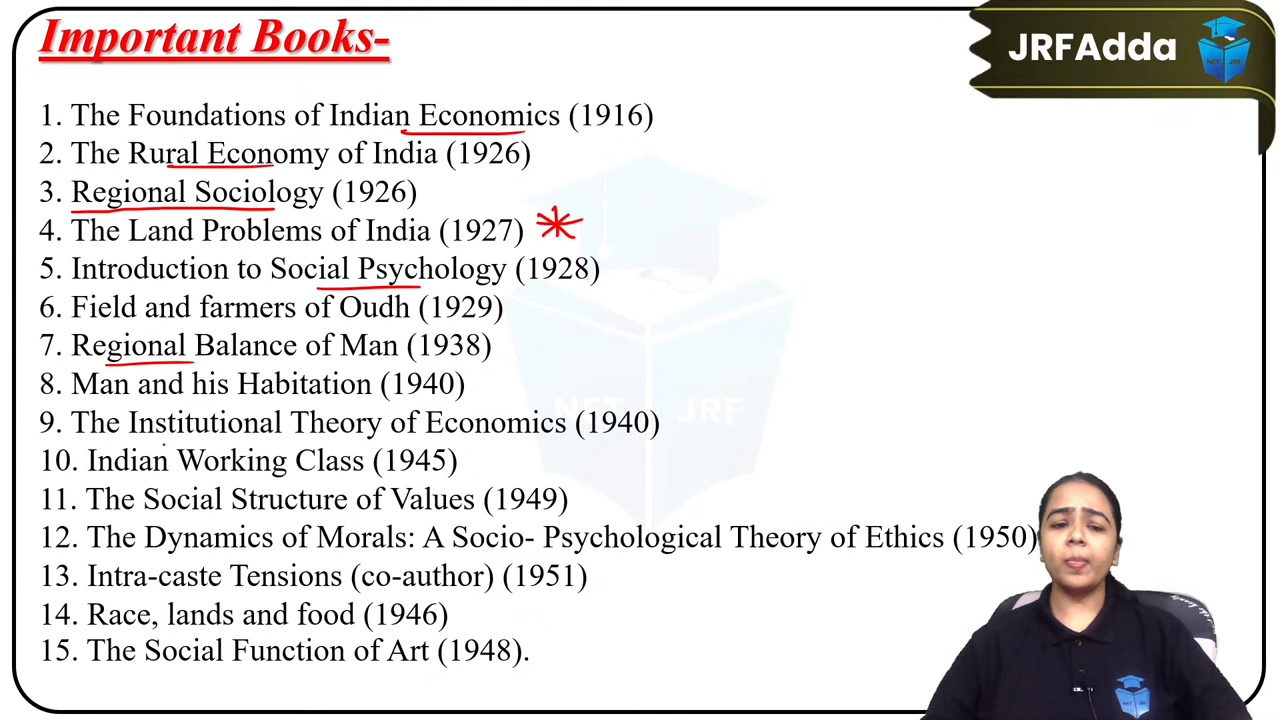 Important Books-
JRFAdda
NET JRF
1. The Foundations of Indian Economics (1916)
2. The Rural Economy of India (1926)
3. Regional Sociology (1926)
4. The Land Problems of India (1927)
5. Introduction to Social Psychology (1928)
6. Field and farmers of Oudh (1929)
7. Regional Balance of Man (1938)
8. Man and his Habitation (1940)
NET JRF
9. The Institutional Theory of Economics (1940)
10. Indian Working Class (1945)
11. The Social Structure of Values (1949)
12. The Dynamics of Morals: A Socio- Psychological Theory of Ethics (1950)
13. Intra-caste Tensions (co-author) (1951)
14. Race, lands and food (1946)
15. The Social Function of Art (1948).